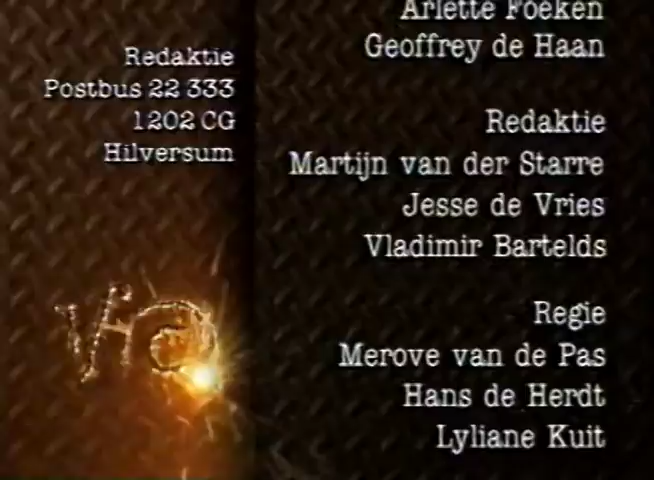 Redaktie
Postbus 22 333
1202 CG
Hilversum
Arlette Foeken
Geoffrey de Haan
Redaktie
Martijn van der Starre
Jesse de Vries
Vladimir Bartelds
Regie
Merove van de Pas
Hans de Herdt
Lyliane Kuit